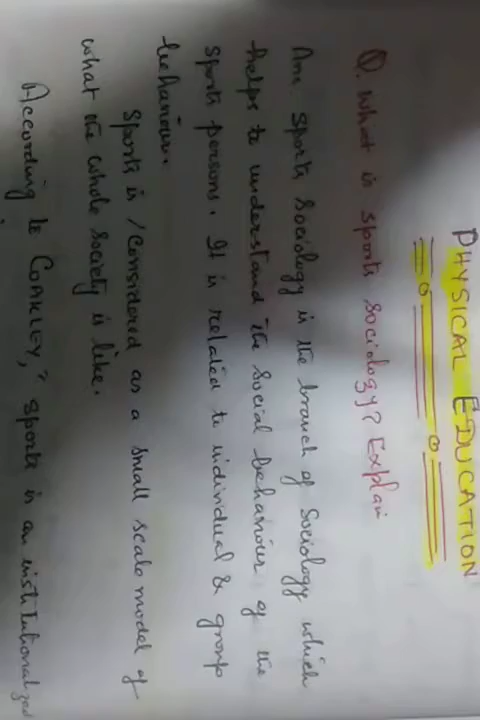 PHYSICAL EDUCATION
Q. What is sports sociology? Explain
Ans. Sports Sociology is the branch of Sociology which
helps to understand the social behaviour of the
sports persons. It is related to individual & group
behaviour.
Sports is / Considered as a small scale model of
what the whole society is like.
According to COAKLEY, "sports is an institutionalized